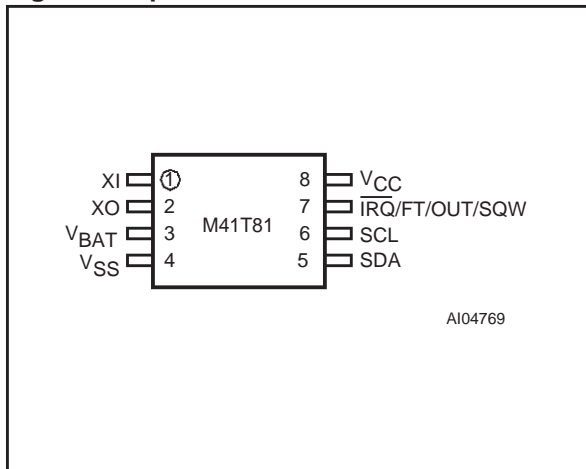 XI 1 8 VCC
XO 2 M41T81 7 IRQ/FT/OUT/SQW
VBAT 3 6 SCL
VSS 4 5 SDA
AI04769